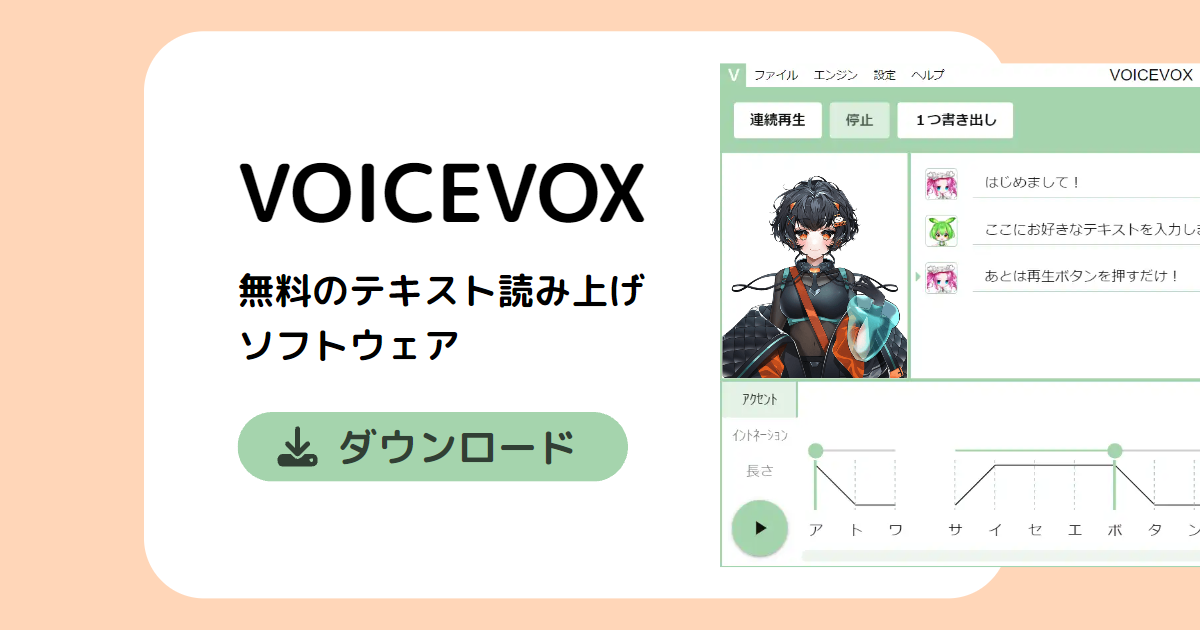 VOICEVOX
無料のテキスト読み上げ
ソフトウェア
ダウンロード
V ファイル エンジン 設定 ヘルプ VOICEVOX
連続再生 停止 1つ書き出し
はじめまして！
ここにお好きなテキストを入力し
あとは再生ボタンを押すだけ！
アクセント
イントネーション
長さ
ア ト ワ サ イ セ エ ボ タ ン